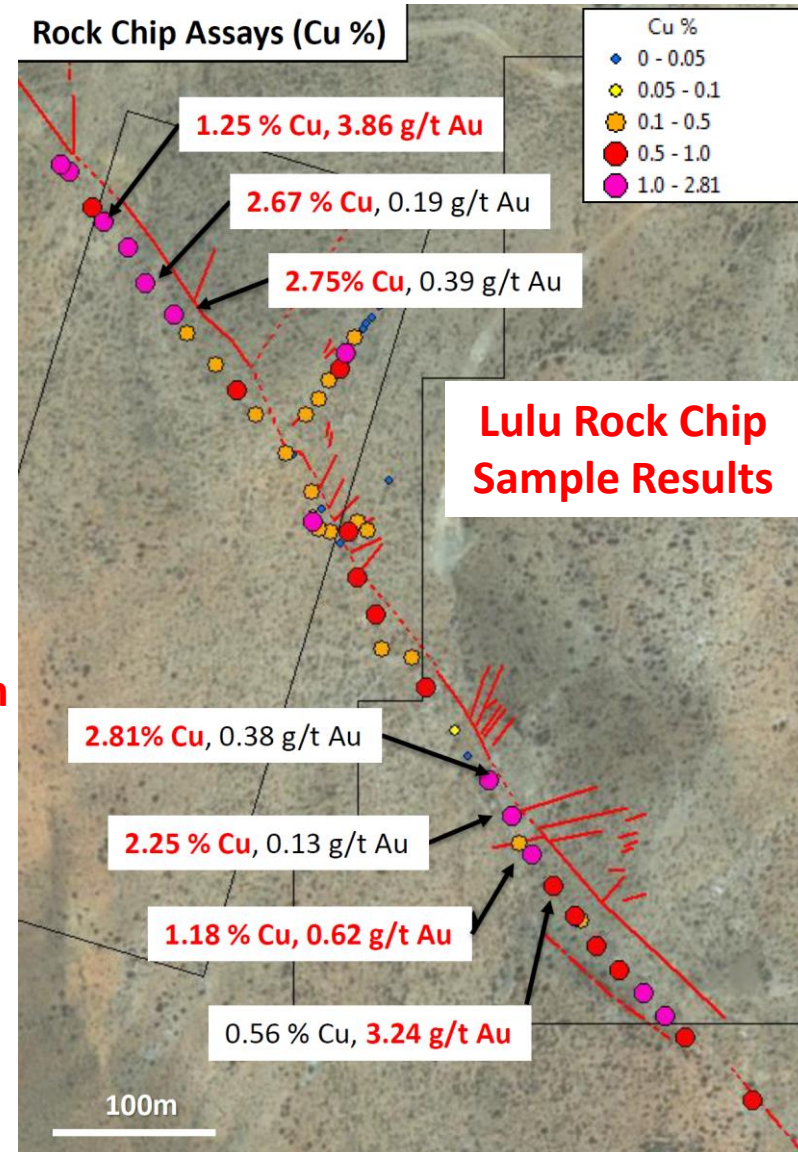 Rock Chip Assays (Cu %)
Cu %
0 - 0.05
0.05 - 0.1
0.1 - 0.5
0.5 - 1.0
1.0 - 2.81
1.25 % Cu, 3.86 g/t Au
2.67 % Cu, 0.19 g/t Au
2.75% Cu, 0.39 g/t Au
Lulu Rock Chip
Sample Results
2.81% Cu, 0.38 g/t Au
2.25 % Cu, 0.13 g/t Au
1.18 % Cu, 0.62 g/t Au
0.56 % Cu, 3.24 g/t Au
100m